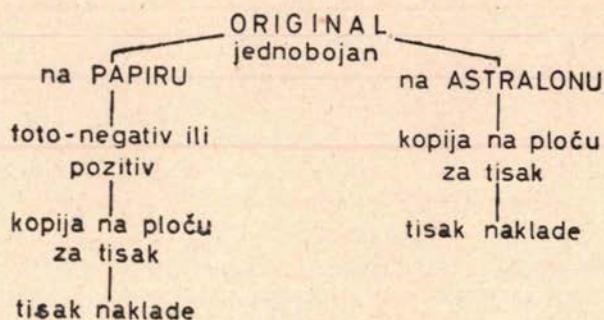 ORIGINAL
jednobojan
na PAPIRU
foto-negativ ili
pozitiv
kopija na ploču
za tisak
tisak naklade
na ASTRALONU
kopija na ploču
za tisak
tisak naklade